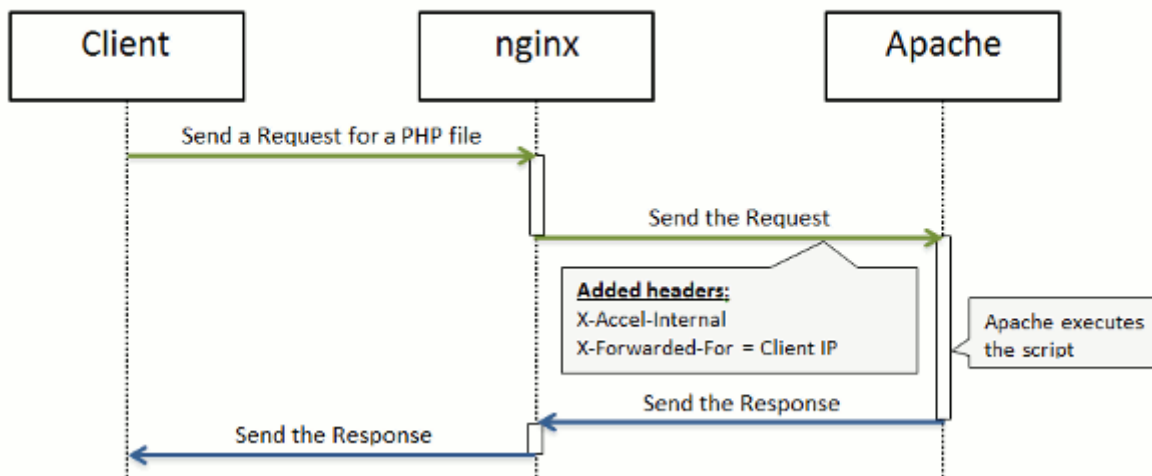 Client
nginx
Apache
Send a Request for a PHP file
Send the Request
Added headers:
X-Accel-Internal
X-Forwarded-For = Client IP
Apache executes
the script
Send the Response
Send the Response